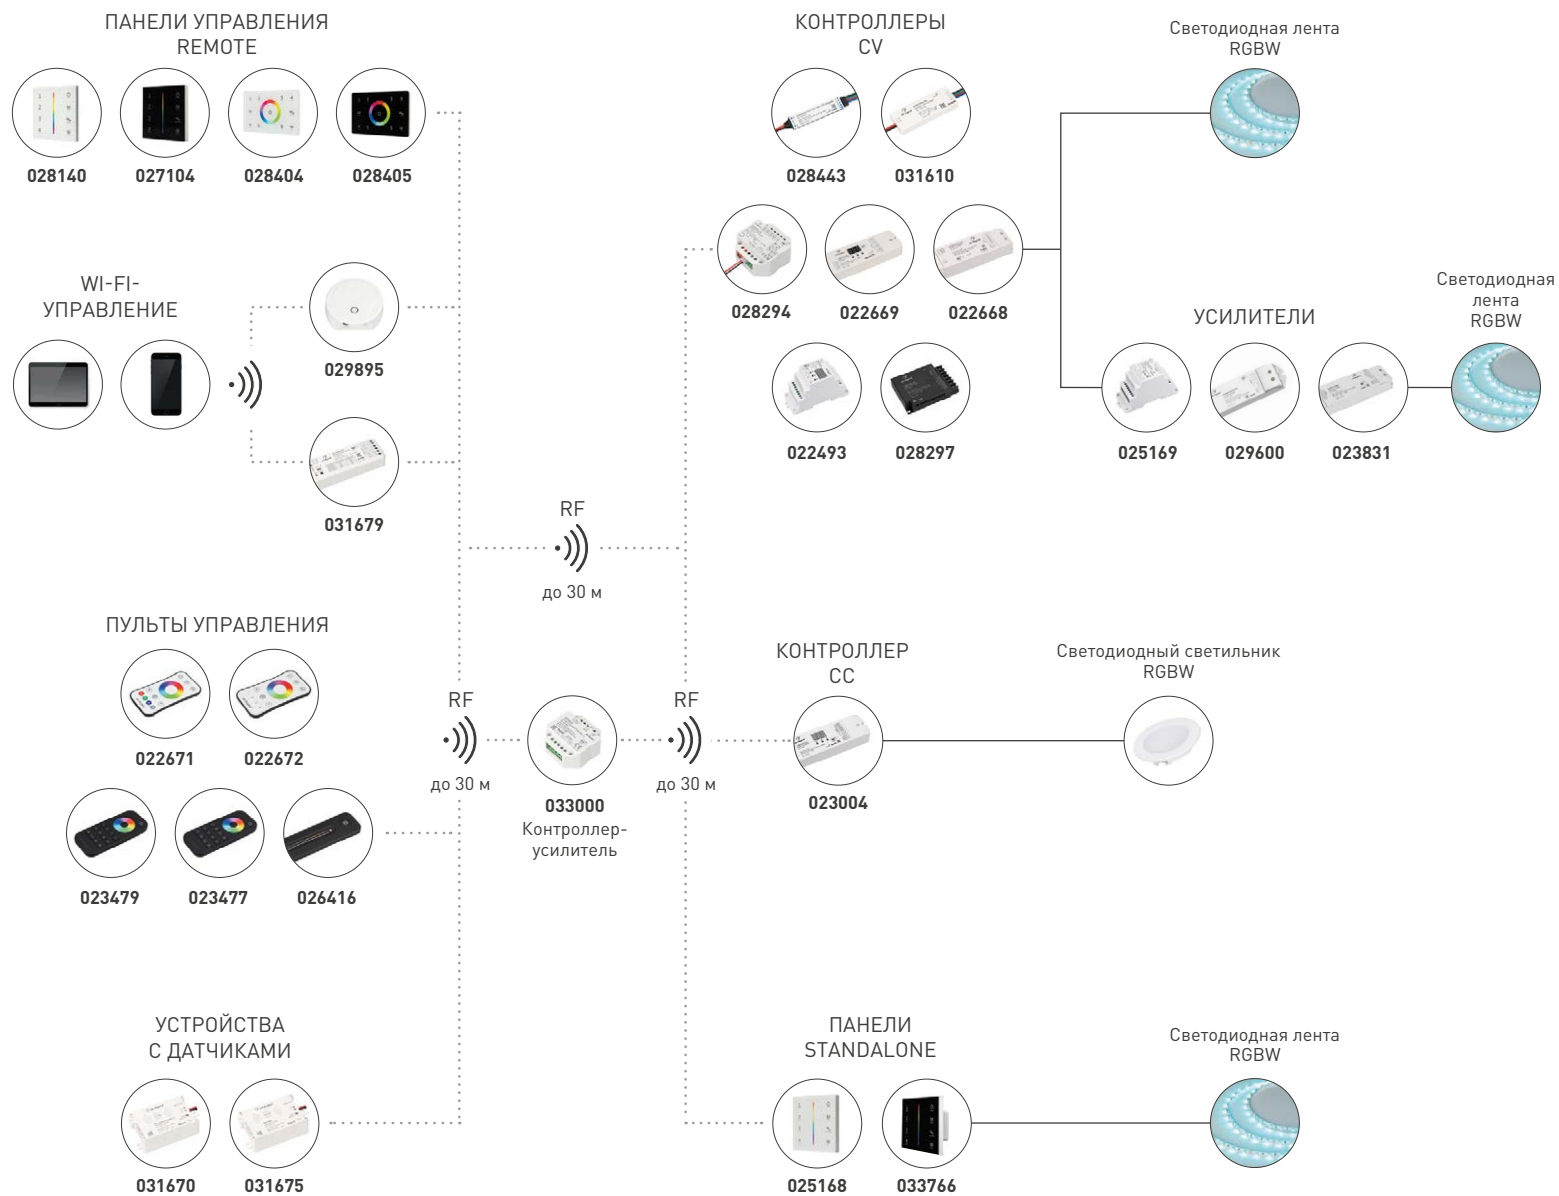 ПАНЕЛИ УПРАВЛЕНИЯ
REMOTE
028140
027104
028404
028405
WI-FI-
УПРАВЛЕНИЕ
029895
031679
ПУЛЬТЫ УПРАВЛЕНИЯ
022671
022672
023479
023477
026416
УСТРОЙСТВА
С ДАТЧИКАМИ
031670
031675
RF
до 30 м
RF
до 30 м
033000
Контроллер-
усилитель
RF
до 30 м
КОНТРОЛЛЕРЫ
CV
028443
031610
028294
022669
022668
022493
028297
Светодиодная лента
RGBW
УСИЛИТЕЛИ
025169
029600
023831
Светодиодная
лента
RGBW
КОНТРОЛЛЕР
CC
023004
Светодиодный светильник
RGBW
ПАНЕЛИ
STANDALONE
025168
033766
Светодиодная лента
RGBW